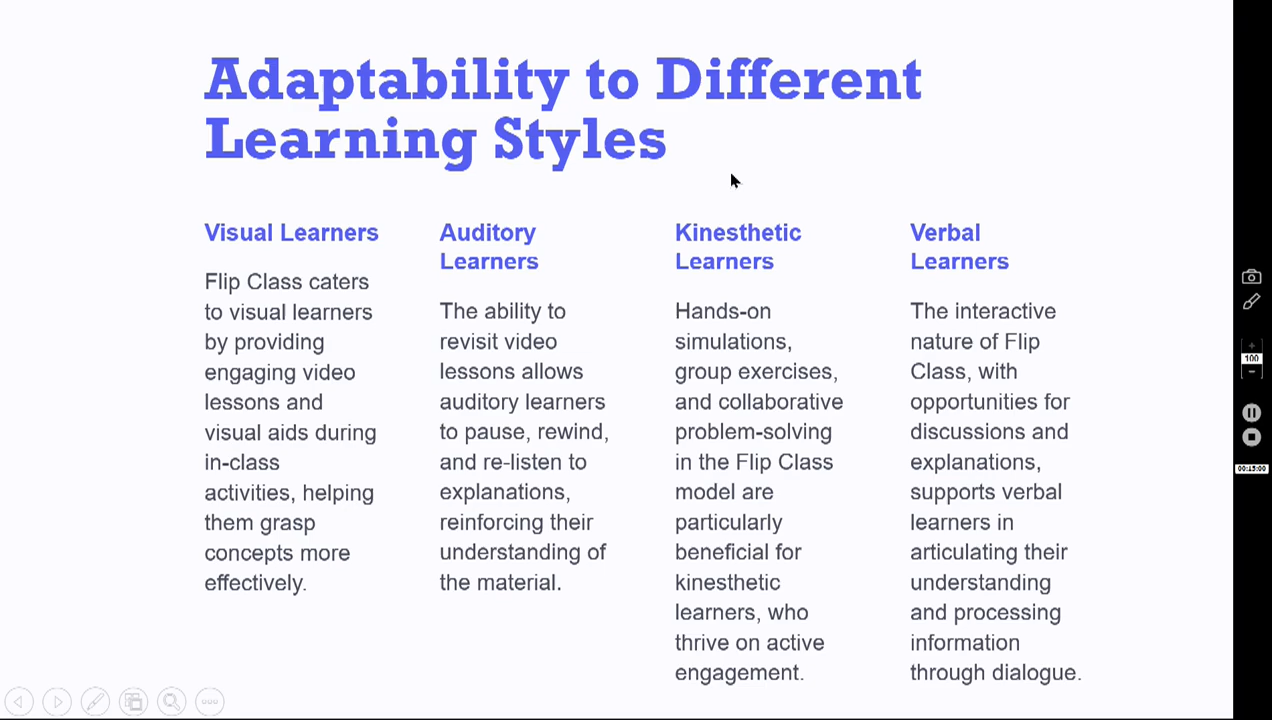 Adaptability to Different
Learning Styles
Visual Learners
Flip Class caters
to visual learners
by providing
engaging video
lessons and
visual aids during
in-class
activities, helping
them grasp
concepts more
effectively.
Auditory
Learners
The ability to
revisit video
lessons allows
auditory learners
to pause, rewind,
and re-listen to
explanations,
reinforcing their
understanding of
the material.
Kinesthetic
Learners
Hands-on
simulations,
group exercises,
and collaborative
problem-solving
in the Flip Class
model are
particularly
beneficial for
kinesthetic
learners, who
thrive on active
engagement.
Verbal
Learners
The interactive
nature of Flip
Class, with
opportunities for
discussions and
explanations,
supports verbal
learners in
articulating their
understanding
and processing
information
through dialogue.
100
00:15:00